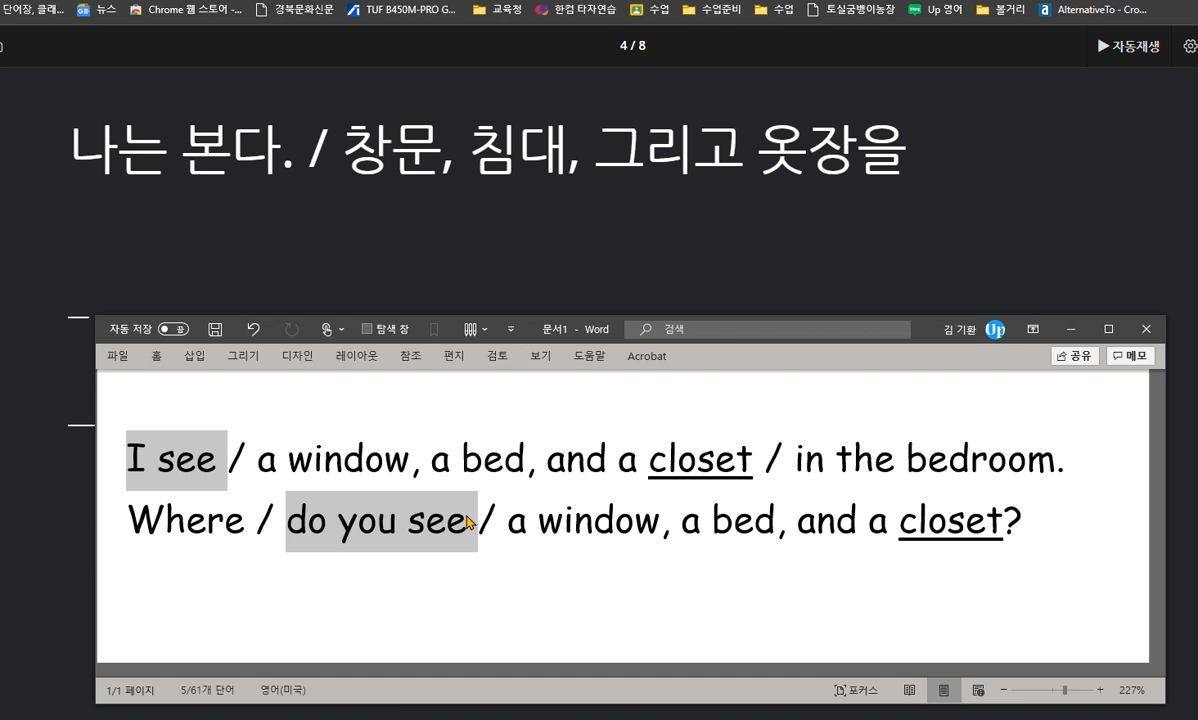 단어장, 클래...
뉴스
Chrome 웹 스토어 -...
경북문화신문
TUF B450M-PRO G...
교육청
한컴 타자연습
수업
수업준비
수업
토실굼벵이농장
Up 영어
볼거리
AlternativeTo - Cro...
4 / 8
▶ 자동재생
나는 본다. / 창문, 침대, 그리고 옷장을
자동 저장
끔
탐색 창
문서1 - Word
검색
김 기환
Up
파일 홈 삽입 그리기 디자인 레이아웃 참조 편지 검토 보기 도움말 Acrobat
공유
메모
I see / a window, a bed, and a closet / in the bedroom.
Where / do you see / a window, a bed, and a closet?
1/1 페이지
5/61개 단어
영어(미국)
포커스
227%